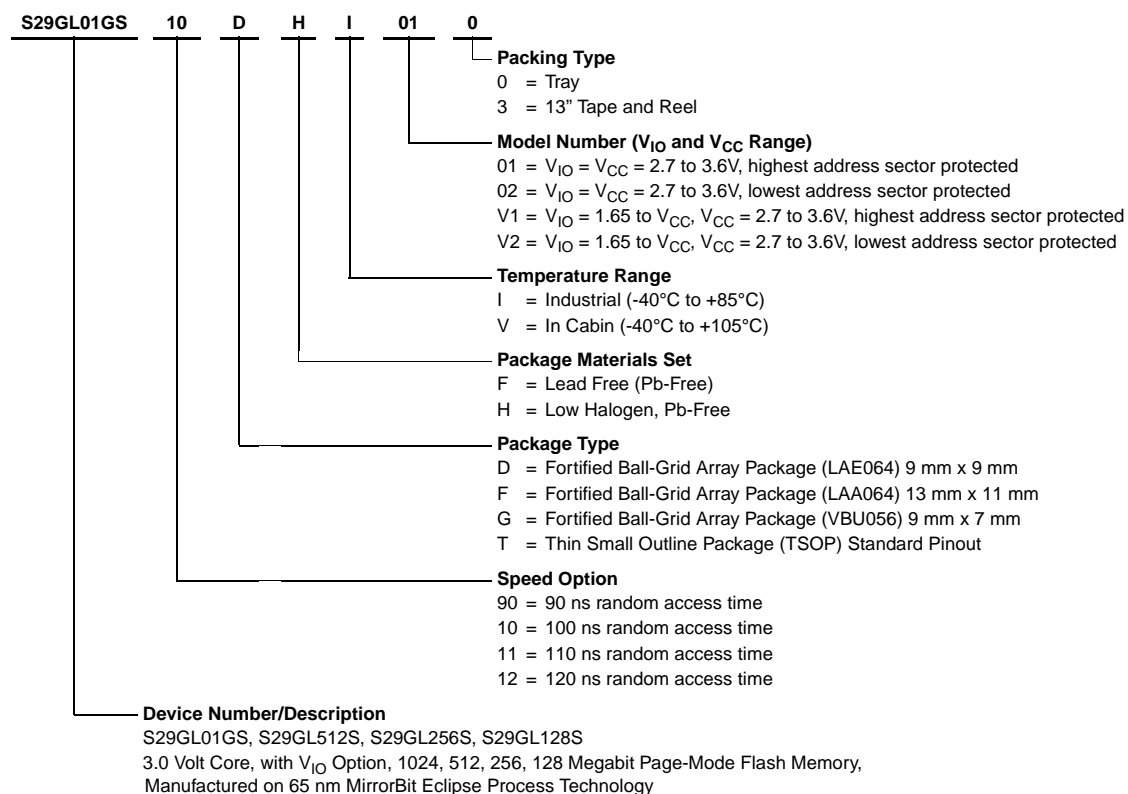 S29GL01GS 10 D H I 01 0
Packing Type
0 = Tray
3 = 13" Tape and Reel
Model Number (VIO and VCC Range)
01 = VIO = VCC = 2.7 to 3.6V, highest address sector protected
02 = VIO = VCC = 2.7 to 3.6V, lowest address sector protected
V1 = VIO = 1.65 to VCC, VCC = 2.7 to 3.6V, highest address sector protected
V2 = VIO = 1.65 to VCC, VCC = 2.7 to 3.6V, lowest address sector protected
Temperature Range
I = Industrial (-40°C to +85°C)
V = In Cabin (-40°C to +105°C)
Package Materials Set
F = Lead Free (Pb-Free)
H = Low Halogen, Pb-Free
Package Type
D = Fortified Ball-Grid Array Package (LAE064) 9 mm x 9 mm
F = Fortified Ball-Grid Array Package (LAA064) 13 mm x 11 mm
G = Fortified Ball-Grid Array Package (VBU056) 9 mm x 7 mm
T = Thin Small Outline Package (TSOP) Standard Pinout
Speed Option
90 = 90 ns random access time
10 = 100 ns random access time
11 = 110 ns random access time
12 = 120 ns random access time
Device Number/Description
S29GL01GS, S29GL512S, S29GL256S, S29GL128S
3.0 Volt Core, with VIO Option, 1024, 512, 256, 128 Megabit Page-Mode Flash Memory,
Manufactured on 65 nm MirrorBit Eclipse Process Technology